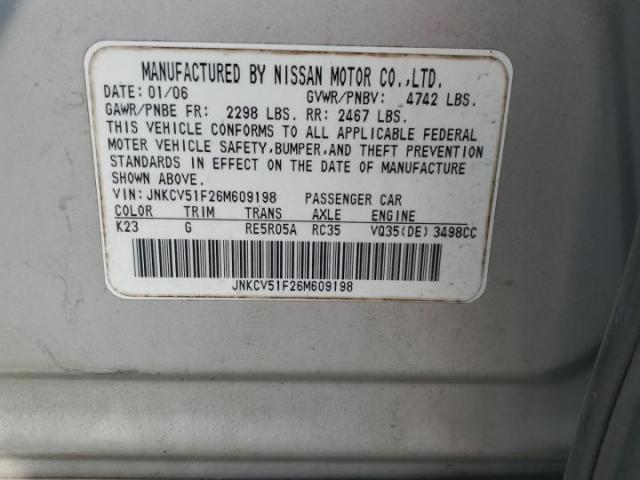 MANUFACTURED BY NISSAN MOTOR CO.,LTD.
DATE: 01/06 GVWR/PNBV: 4742 LBS.
GAWR/PNBE FR: 2298 LBS. RR: 2467 LBS.
THIS VEHICLE CONFORMS TO ALL APPLICABLE FEDERAL
MOTER VEHICLE SAFETY,BUMPER,AND THEFT PREVENTION
STANDARDS IN EFFECT ON THE DATE OF MANUFACTURE
SHOWN ABOVE.
VIN:JNKCV51F26M609198 PASSENGER CAR
COLOR TRIM TRANS AXLE ENGINE
K23 G RE5R05A RC35 VQ35(DE) 3498CC
JNKCV51F26M609198